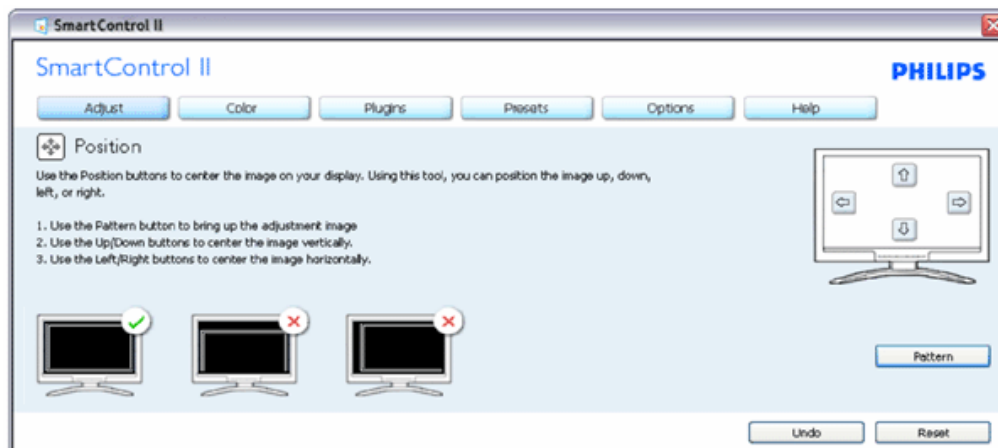 SmartControl II
SmartControl II
PHILIPS
Adjust Color Plugins Presets Options Help
Position
Use the Position buttons to center the image on your display. Using this tool, you can position the image up, down,
left, or right.
1. Use the Pattern button to bring up the adjustment image
2. Use the Up/Down buttons to center the image vertically.
3. Use the Left/Right buttons to center the image horizontally.
Pattern
Undo Reset